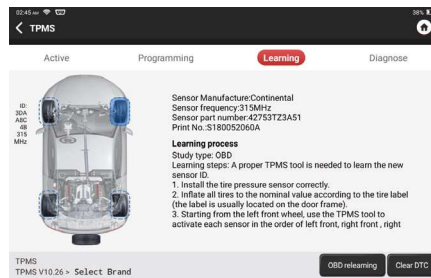 02:45 AM
38%
TPMS
Active Programming Learning Diagnose
ID:
3DA
A8C
4B
315
MHz
Sensor Manufacture:Continental
Sensor frequency:315MHz
Sensor part number:42753TZ3A51
Print No.:S180052060A
Learning process
Study type: OBD
Learning steps: A proper TPMS tool is needed to learn the new
sensor ID.
1. Install the tire pressure sensor correctly.
2. Inflate all tires to the nominal value according to the tire label
(the label is usually located on the door frame).
3. Starting from the left front wheel, use the TPMS tool to
activate each sensor in the order of left front, right front , right
TPMS
TPMS V10.26 > Select Brand
OBD relearning Clear DTC